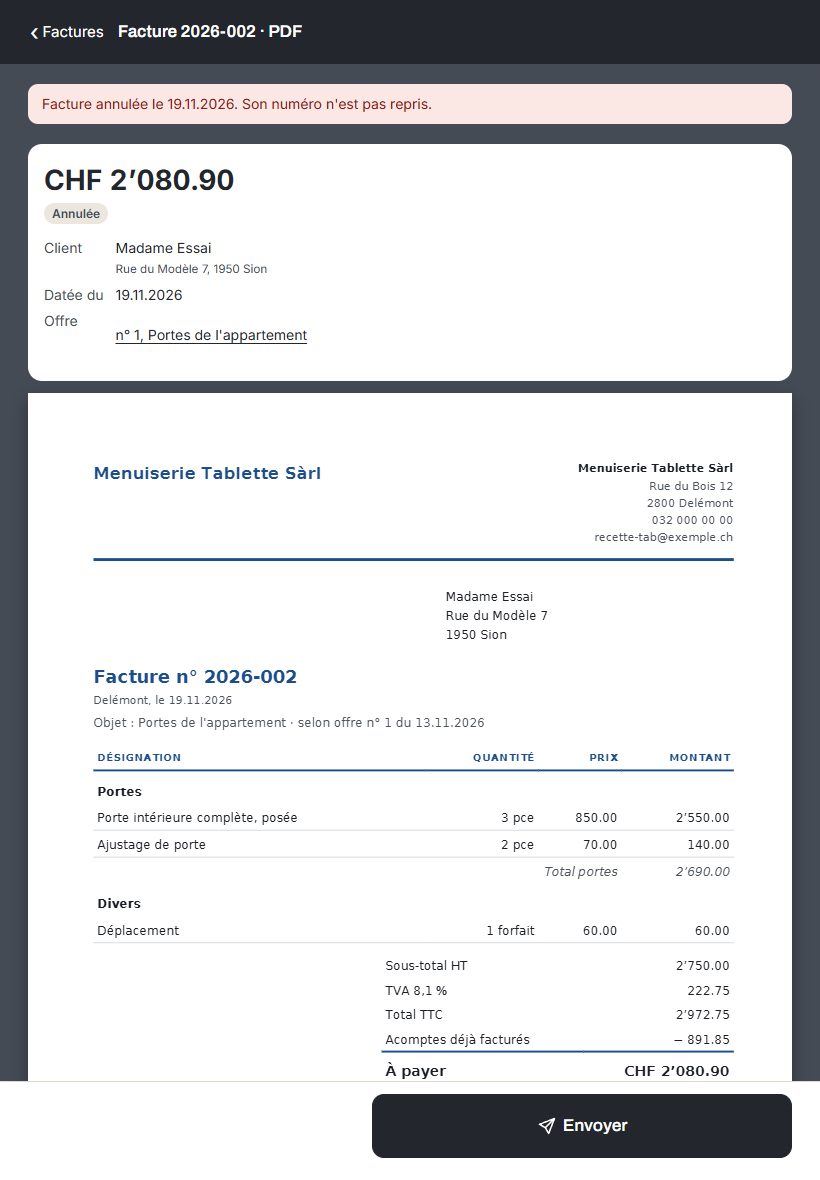 ‹ Factures Facture 2026-002 · PDF
Facture annulée le 19.11.2026. Son numéro n'est pas repris.
CHF 2’080.90
Annulée
Client Madame Essai
Rue du Modèle 7, 1950 Sion
Datée du 19.11.2026
Offre
n° 1, Portes de l'appartement
Menuiserie Tablette Sàrl
Menuiserie Tablette Sàrl
Rue du Bois 12
2800 Delémont
032 000 00 00
recette-tab@exemple.ch
Madame Essai
Rue du Modèle 7
1950 Sion
Facture n° 2026-002
Delémont, le 19.11.2026
Objet : Portes de l'appartement · selon offre n° 1 du 13.11.2026
DÉSIGNATION QUANTITÉ PRIX MONTANT
Portes
Porte intérieure complète, posée 3 pce 850.00 2’550.00
Ajustage de porte 2 pce 70.00 140.00
Total portes 2’690.00
Divers
Déplacement 1 forfait 60.00 60.00
Sous-total HT 2’750.00
TVA 8,1 % 222.75
Total TTC 2’972.75
Acomptes déjà facturés − 891.85
À payer CHF 2’080.90
Envoyer